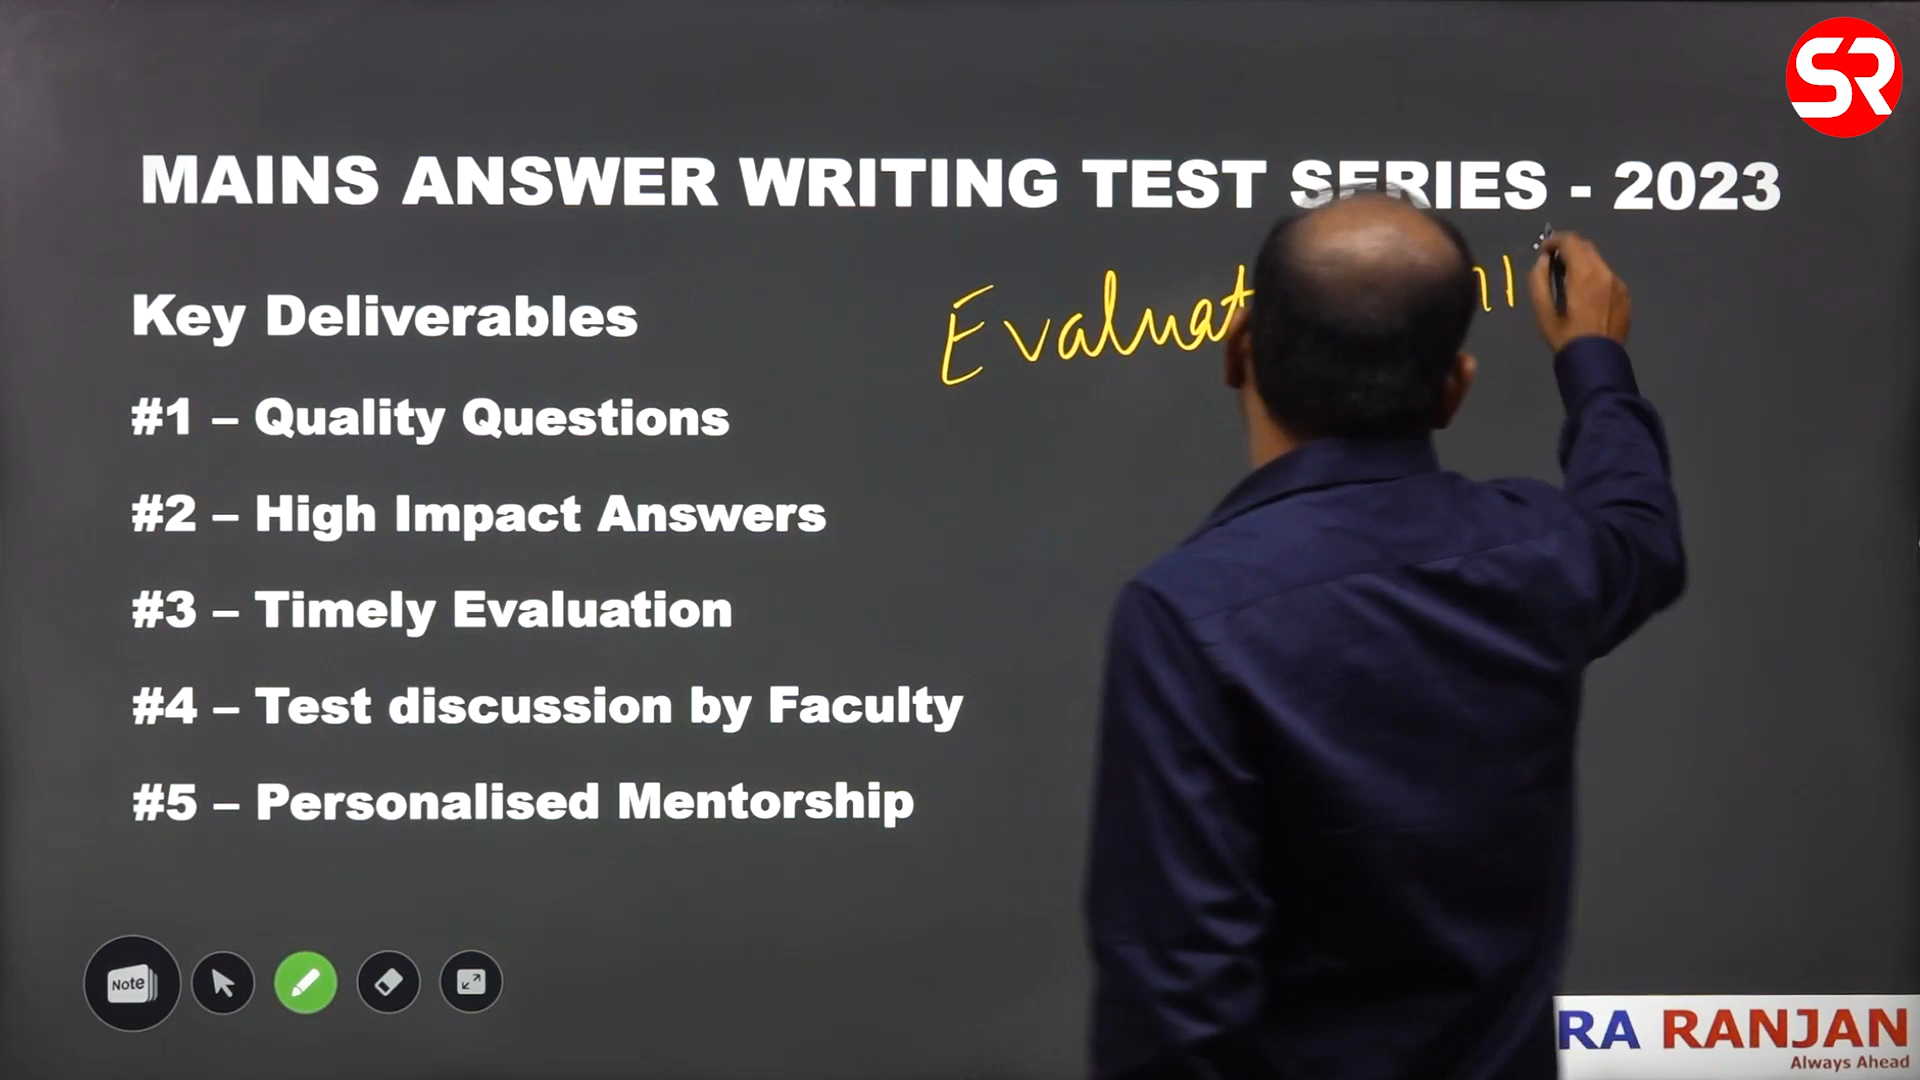 SR
MAINS ANSWER WRITING TEST SERIES - 2023
Key Deliverables
#1 – Quality Questions
#2 – High Impact Answers
#3 – Timely Evaluation
#4 – Test discussion by Faculty
#5 – Personalised Mentorship
Note
RA RANJAN
Always Ahead